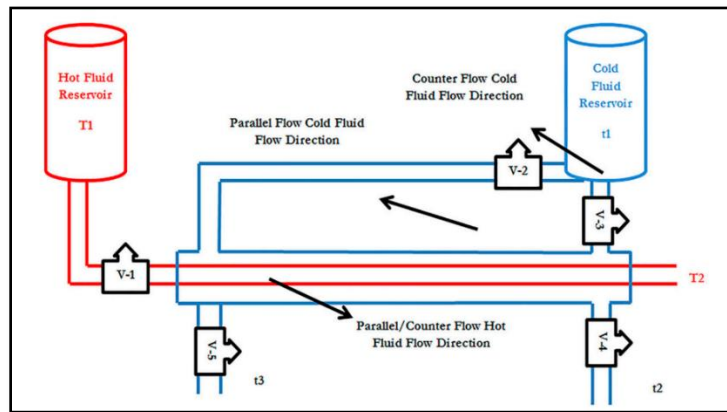 Hot Fluid
Reservoir
T1
Counter Flow Cold
Fluid Flow Direction
Cold
Fluid
Reservoir
t1
Parallel Flow Cold Fluid
Flow Direction
V-2
V-3
V-1
T2
Parallel/Counter Flow Hot
Fluid Flow Direction
V-5
V-4
t3
t2